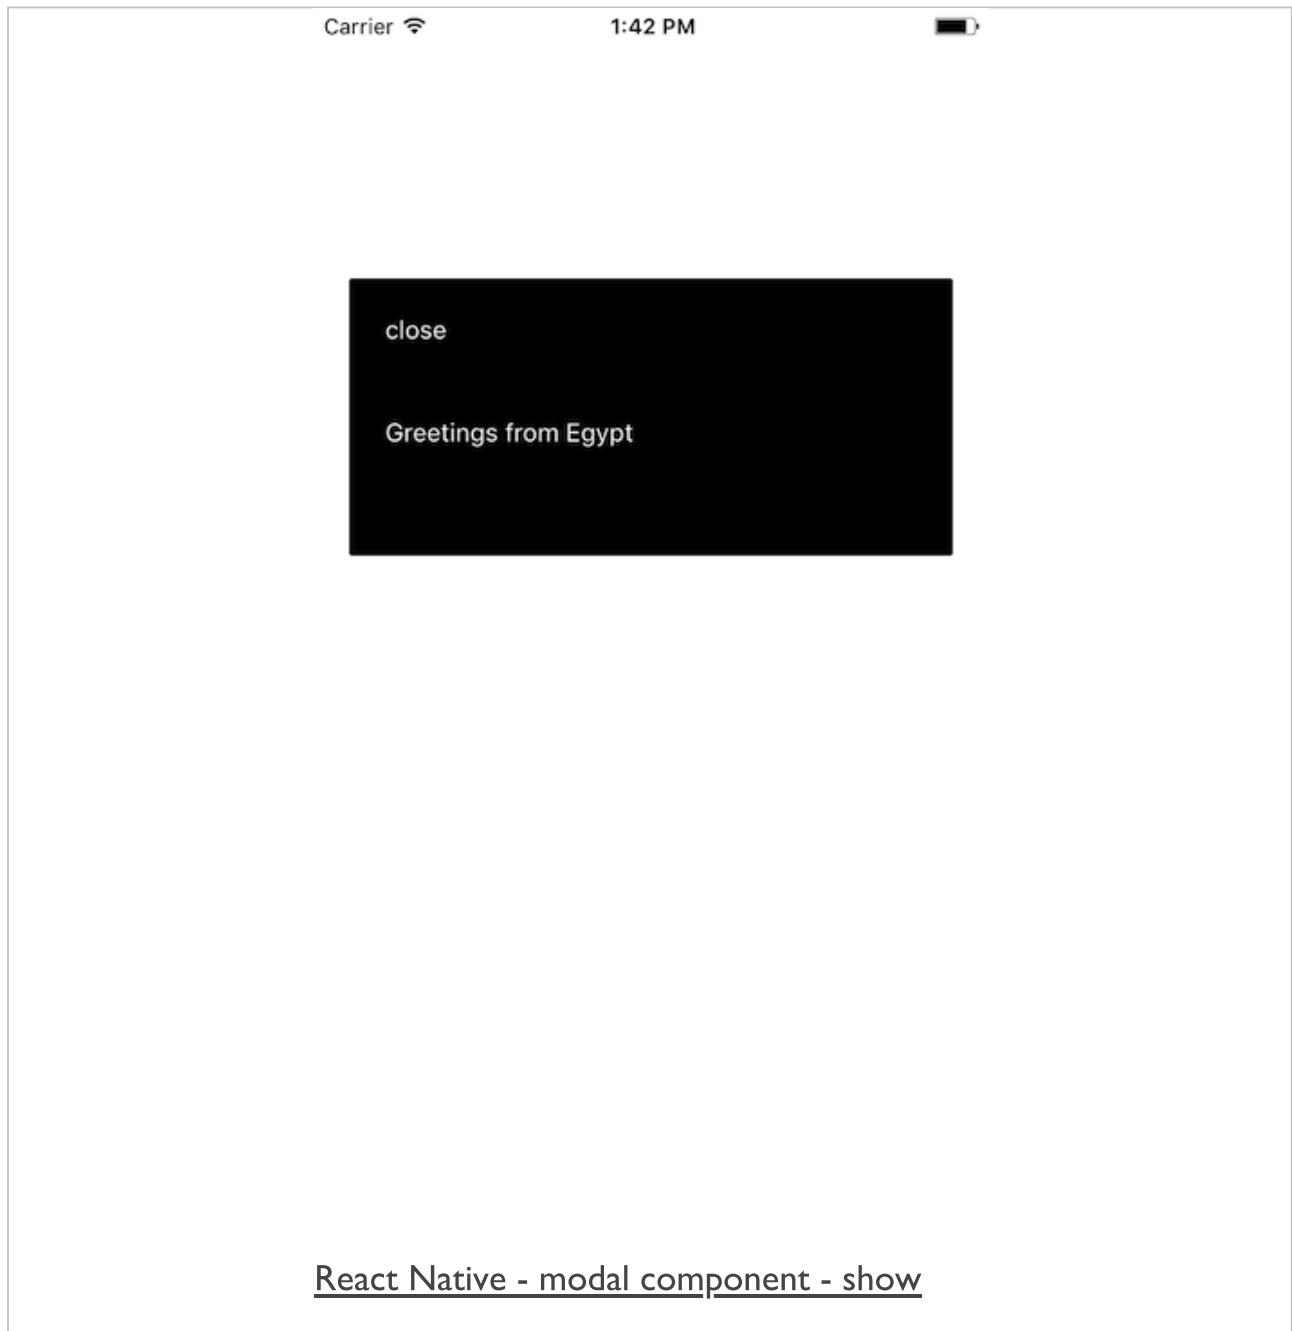 Carrier 1:42 PM
close
Greetings from Egypt
React Native - modal component - show